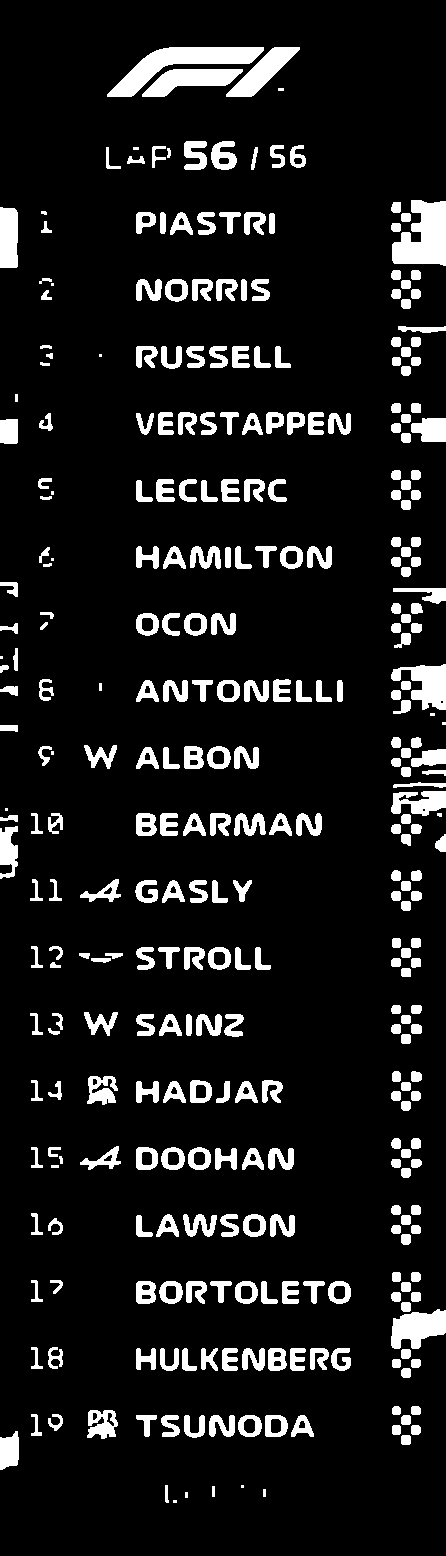 F1
LAP 56 / 56
1 PIASTRI
2 NORRIS
3 RUSSELL
4 VERSTAPPEN
5 LECLERC
6 HAMILTON
7 OCON
8 ANTONELLI
9 W ALBON
10 BEARMAN
11 A GASLY
12 STROLL
13 W SAINZ
14 HADJAR
15 A DOOHAN
16 LAWSON
17 BORTOLETO
18 HULKENBERG
19 TSUNODA